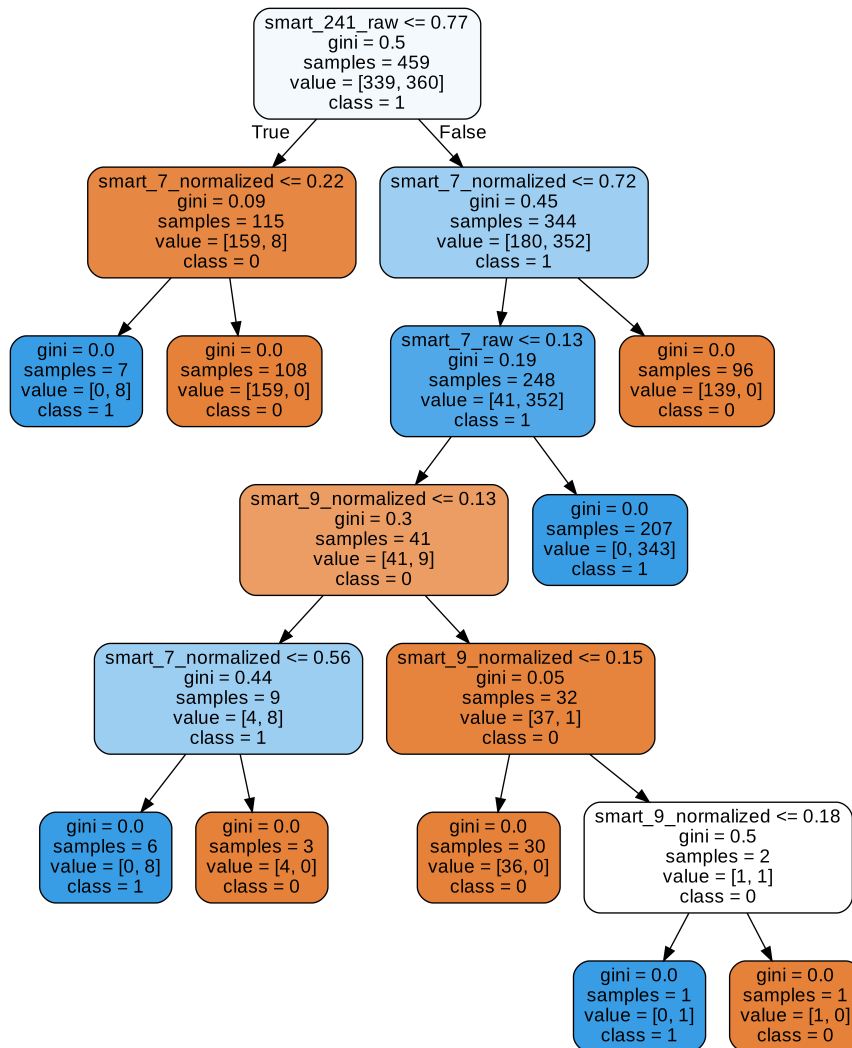 smart_241_raw <= 0.77
gini = 0.5
samples = 459
value = [339, 360]
class = 1
True
False
smart_7_normalized <= 0.22
gini = 0.09
samples = 115
value = [159, 8]
class = 0
smart_7_normalized <= 0.72
gini = 0.45
samples = 344
value = [180, 352]
class = 1
gini = 0.0
samples = 7
value = [0, 8]
class = 1
gini = 0.0
samples = 108
value = [159, 0]
class = 0
smart_7_raw <= 0.13
gini = 0.19
samples = 248
value = [41, 352]
class = 1
gini = 0.0
samples = 96
value = [139, 0]
class = 0
smart_9_normalized <= 0.13
gini = 0.3
samples = 41
value = [41, 9]
class = 0
gini = 0.0
samples = 207
value = [0, 343]
class = 1
smart_7_normalized <= 0.56
gini = 0.44
samples = 9
value = [4, 8]
class = 1
smart_9_normalized <= 0.15
gini = 0.05
samples = 32
value = [37, 1]
class = 0
gini = 0.0
samples = 6
value = [0, 8]
class = 1
gini = 0.0
samples = 3
value = [4, 0]
class = 0
gini = 0.0
samples = 30
value = [36, 0]
class = 0
smart_9_normalized <= 0.18
gini = 0.5
samples = 2
value = [1, 1]
class = 0
gini = 0.0
samples = 1
value = [0, 1]
class = 1
gini = 0.0
samples = 1
value = [1, 0]
class = 0